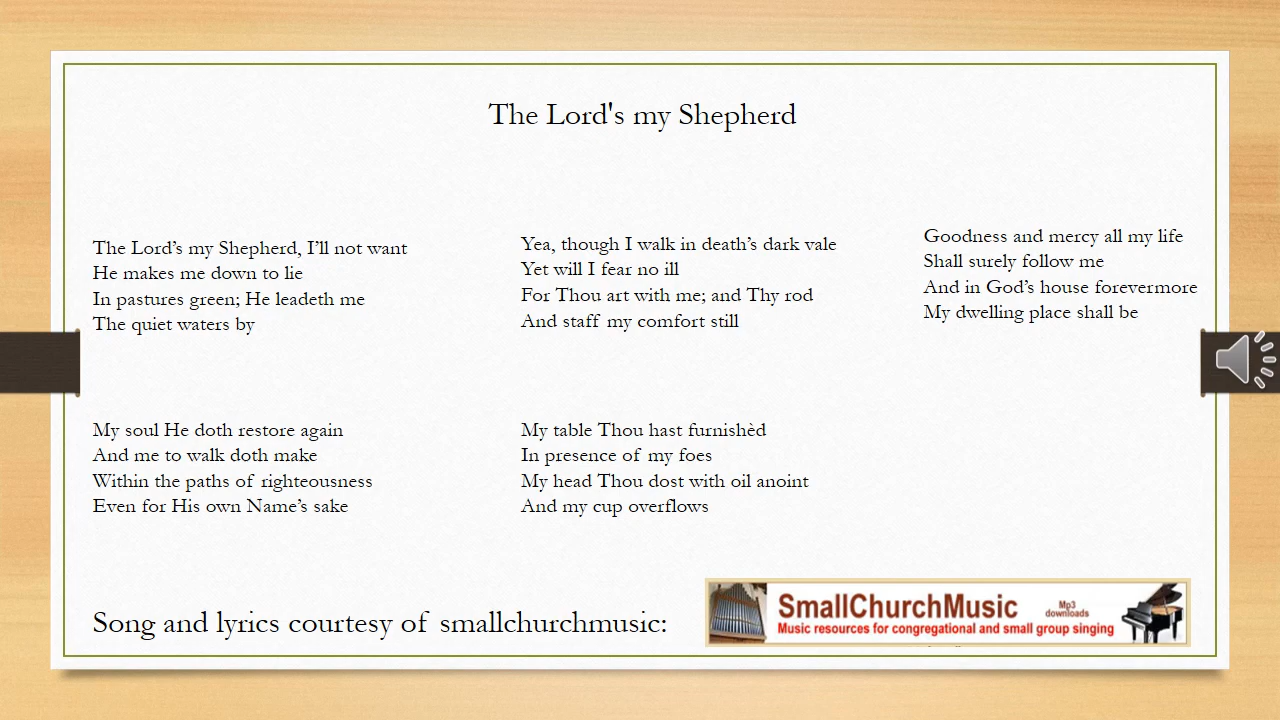 The Lord's my Shepherd
The Lord’s my Shepherd, I’ll not want
He makes me down to lie
In pastures green; He leadeth me
The quiet waters by
My soul He doth restore again
And me to walk doth make
Within the paths of righteousness
Even for His own Name’s sake
Yea, though I walk in death’s dark vale
Yet will I fear no ill
For Thou art with me; and Thy rod
And staff my comfort still
My table Thou hast furnishèd
In presence of my foes
My head Thou dost with oil anoint
And my cup overflows
Goodness and mercy all my life
Shall surely follow me
And in God’s house forevermore
My dwelling place shall be
Song and lyrics courtesy of smallchurchmusic:
SmallChurchMusic
Mp3
downloads
Music resources for congregational and small group singing